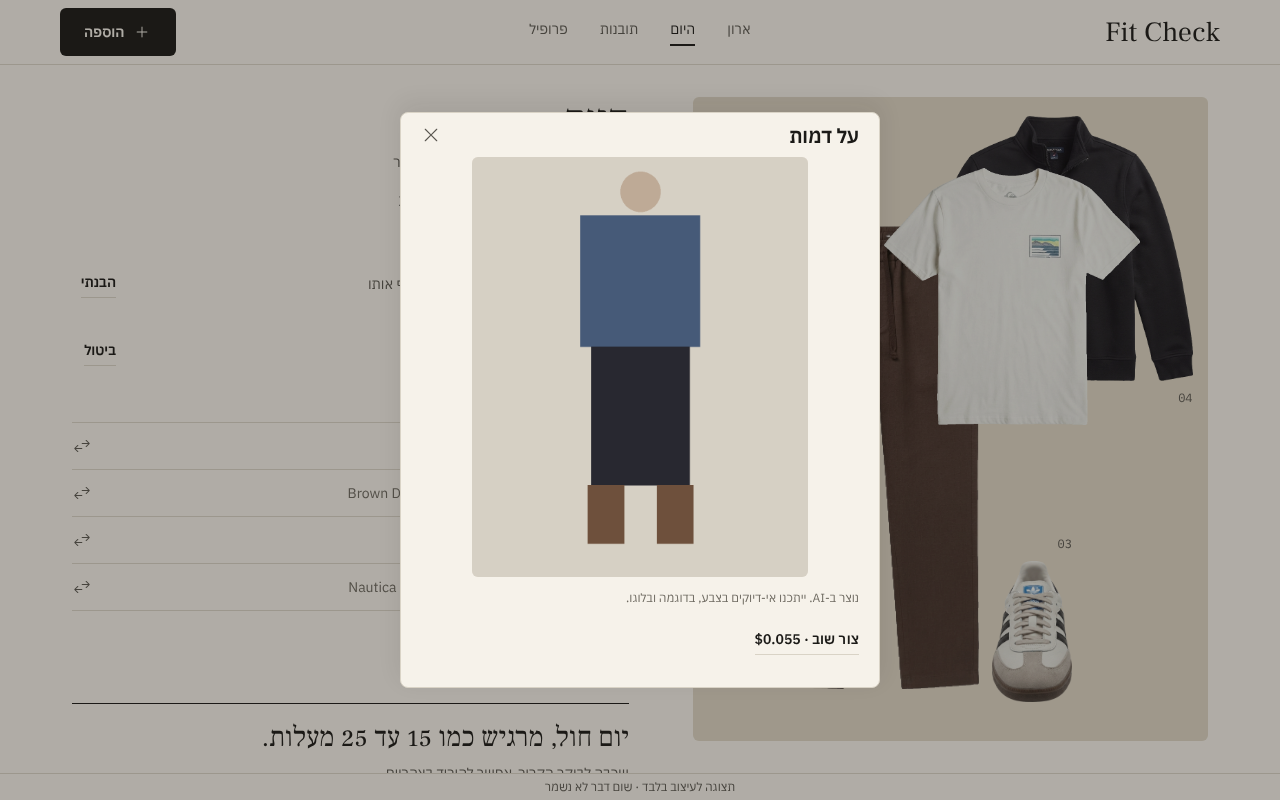 Fit Check
ארון
היום
תובנות
פרופיל
הוספה
על דמות
נוצר ב-AI. ייתכנו אי-דיוקים בצבע, בדוגמה ובלוגו.
צור שוב · $0.055
אותו
הבנתי
ביטול
Brown
Nautica
04
03
יום חול, מרגיש כמו 15 עד 25 מעלות.
תצוגה לעיצוב בלבד · שום דבר לא נשמר